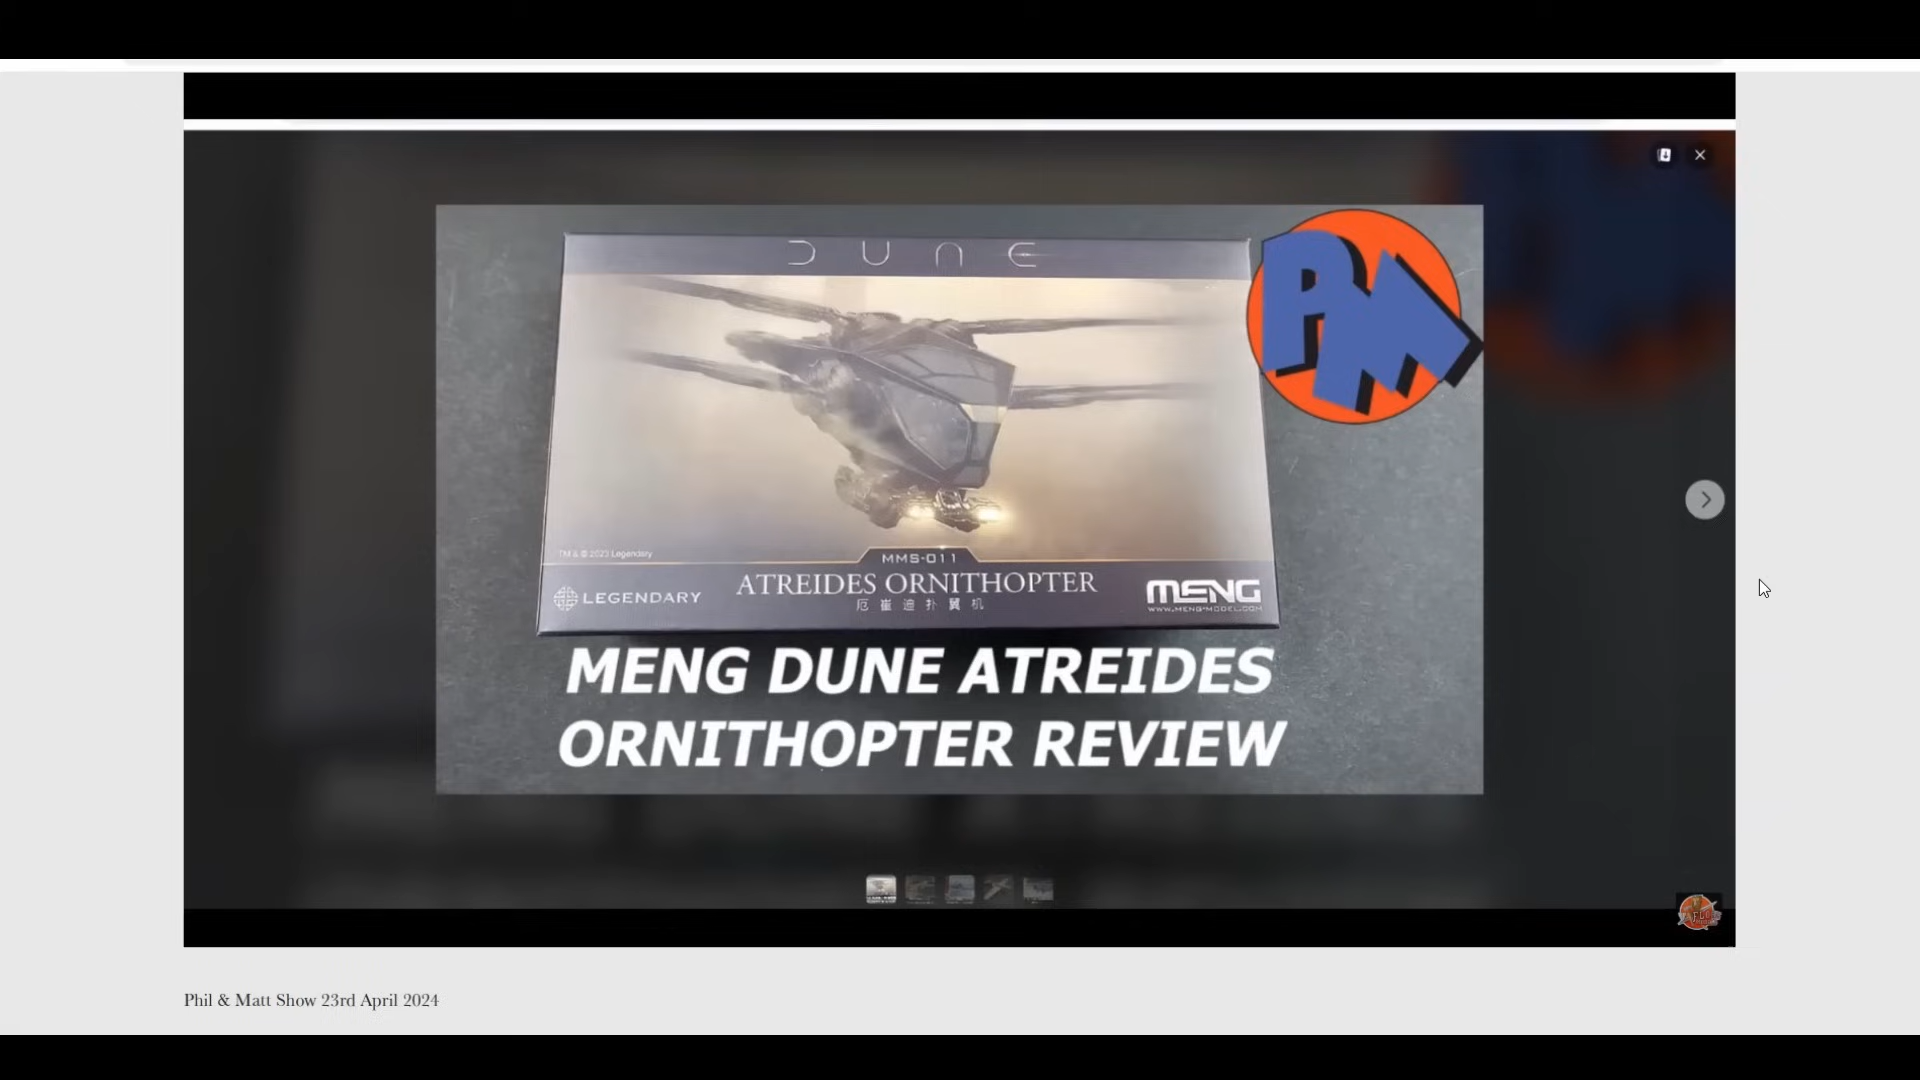 DUNE
PM
TM & © 2023 Legendary
MMS-011
LEGENDARY
ATREIDES ORNITHOPTER
厄崔迪扑翼机
MENG
WWW.MENG-MODEL.COM
MENG DUNE ATREIDES
ORNITHOPTER REVIEW
Phil & Matt Show 23rd April 2024